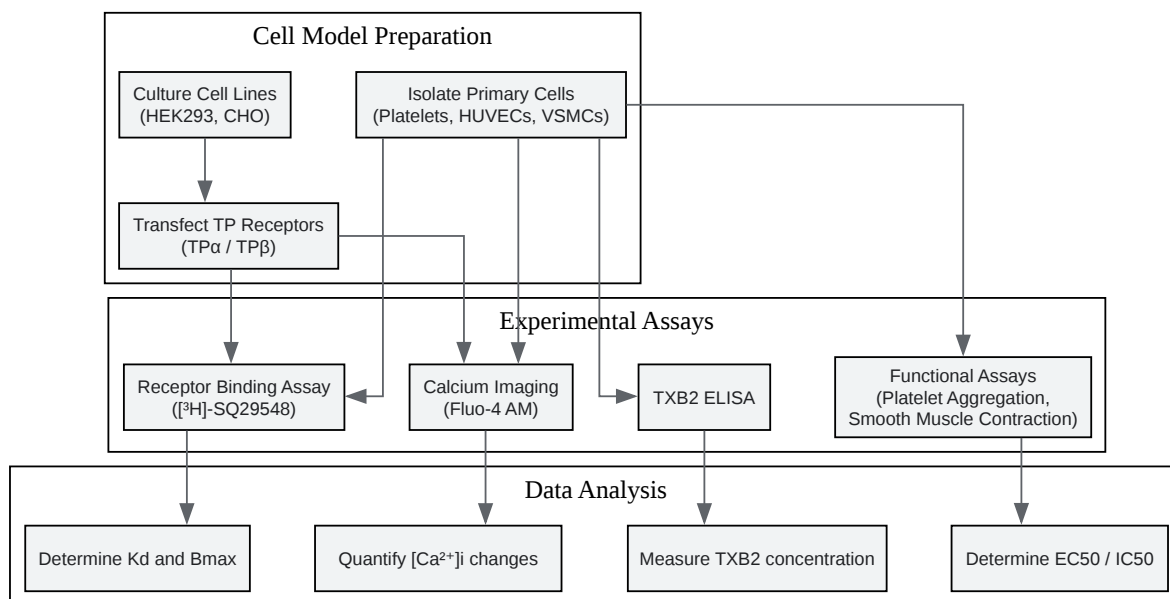 Cell Model Preparation
Culture Cell Lines
(HEK293, CHO)
Isolate Primary Cells
(Platelets, HUVECs, VSMCs)
Transfect TP Receptors
(TPα / TPβ)
Experimental Assays
Receptor Binding Assay
([³H]-SQ29548)
Calcium Imaging
(Fluo-4 AM)
TXB2 ELISA
Functional Assays
(Platelet Aggregation,
Smooth Muscle Contraction)
Data Analysis
Determine Kd and Bmax
Quantify [Ca²⁺]i changes
Measure TXB2 concentration
Determine EC50 / IC50